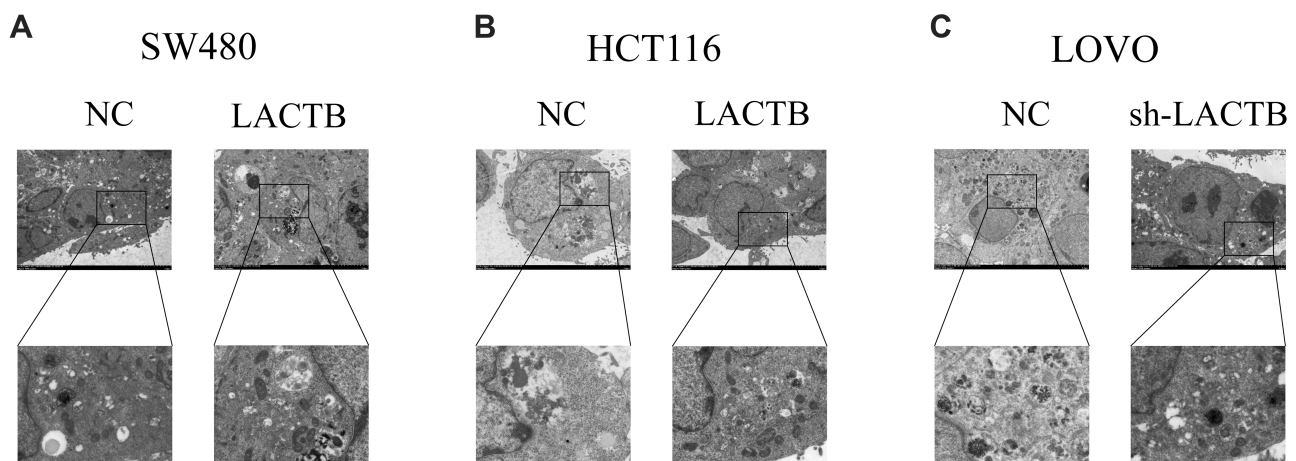 A
SW480
NC LACTB
B
HCT116
NC LACTB
C
LOVO
NC sh-LACTB